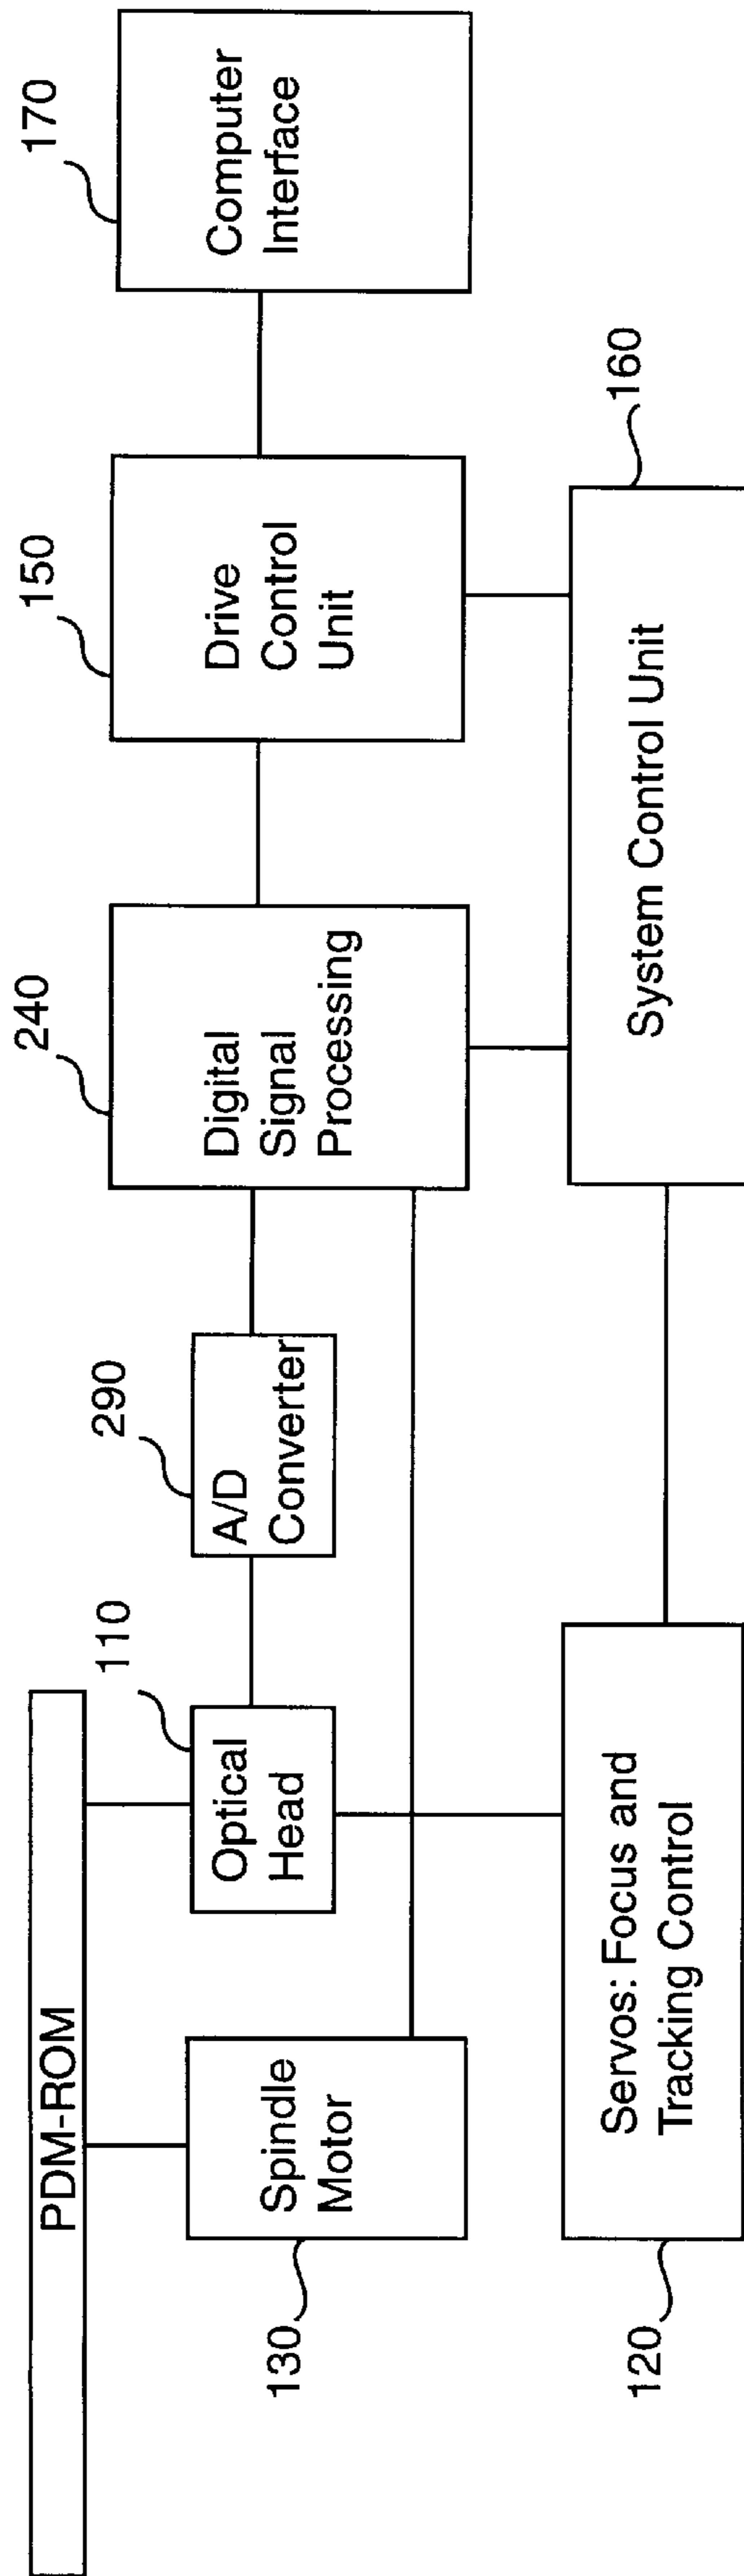 PDM-ROM
130
Spindle
Motor
Optical
Head
110
A/D
Converter
290
Digital
Signal
Processing
240
Drive
Control
Unit
150
Computer
Interface
170
Servos: Focus and
Tracking Control
120
System Control Unit
160